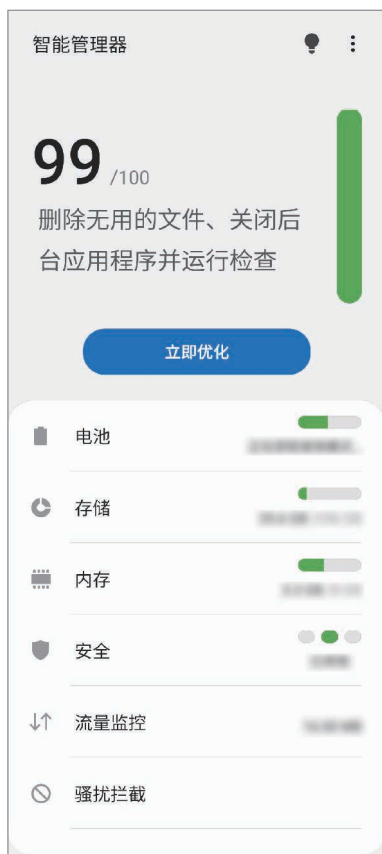 智能管理器
99 /100
删除无用的文件、关闭后
台应用程序并运行检查
立即优化
电池
存储
内存
安全
流量监控
骚扰拦截